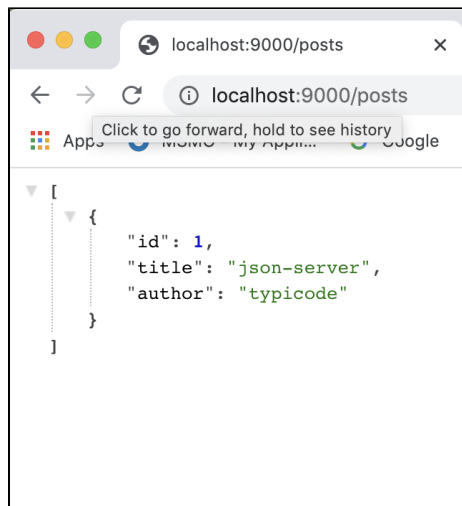 localhost:9000/posts
localhost:9000/posts
Click to go forward, hold to see history
Apps
[
{
"id": 1,
"title": "json-server",
"author": "typicode"
}
]